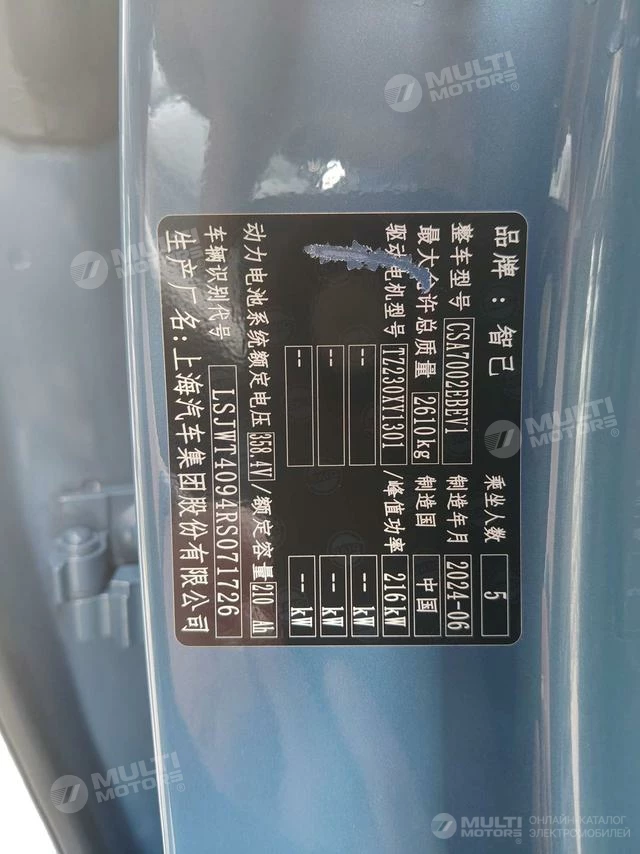 品牌：智己 乘坐人数 5
整车型号 CSA7002EBEV1 制造年月 2024-06
最大允许总质量 2610kg 制造国 中国
驱动电机型号 TZ230XY1301 /峰值功率 216kW
-- -- kW
-- -- kW
-- -- kW
动力电池系统额定电压 358.4V /额定容量 210 Ah
车辆识别代号 LSJWT4094RS071726
生产厂名：上海汽车集团股份有限公司
MULTI
MOTORS®
MULTI
MOTORS®
MULTI
MOTORS®
MULTI
MOTORS®
MULTI
MOTORS®
ОНЛАЙН-КАТАЛОГ
ЭЛЕКТРОМОБИЛЕЙ